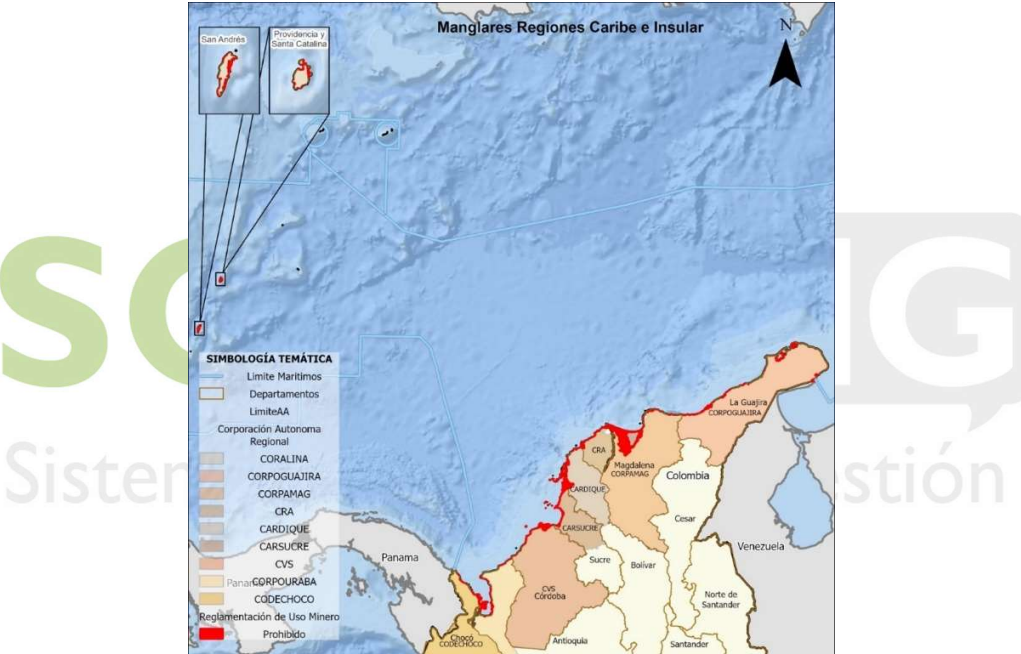 Manglares Regiones Caribe e Insular
N
San Andrés
Providencia y
Santa Catalina
SIMBOLOGÍA TEMÁTICA
Limite Maritimos
Departamentos
LimiteAA
Corporación Autonoma
Regional
CORALINA
CORPOGUAJIRA
CORPAMAG
CRA
CARDIQUE
CARSUCRE
CVS
CORPOURABA
CODECHOCO
Reglamentación de Uso Minero
Prohibido
La Guajira
CORPOGUAJIRA
CRA
Magdalena
CORPAMAG
Colombia
CARDIQUE
Cesar
CARSUCRE
Venezuela
Panama
Sucre
Bolívar
CVS
Córdoba
Norte de
Santander
Chocó
CODECHOCO
Antioquia
Santander
Siste
stión
G